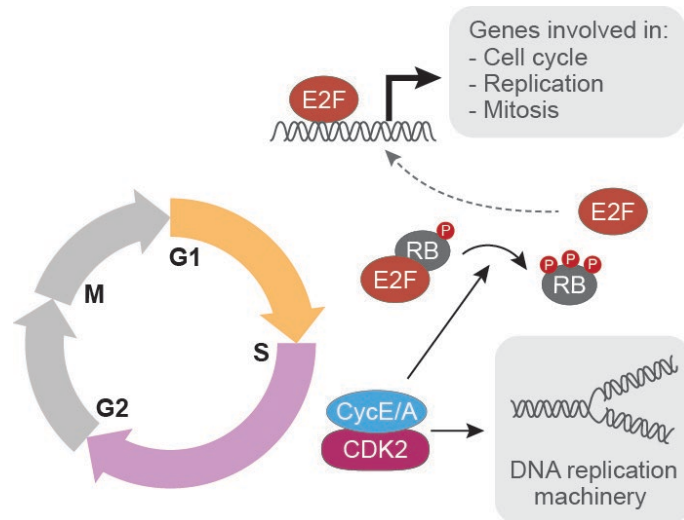 Genes involved in:
- Cell cycle
- Replication
- Mitosis
E2F
E2F
P
RB
E2F
P P P
RB
G1
M
S
G2
CycE/A
CDK2
DNA replication
machinery